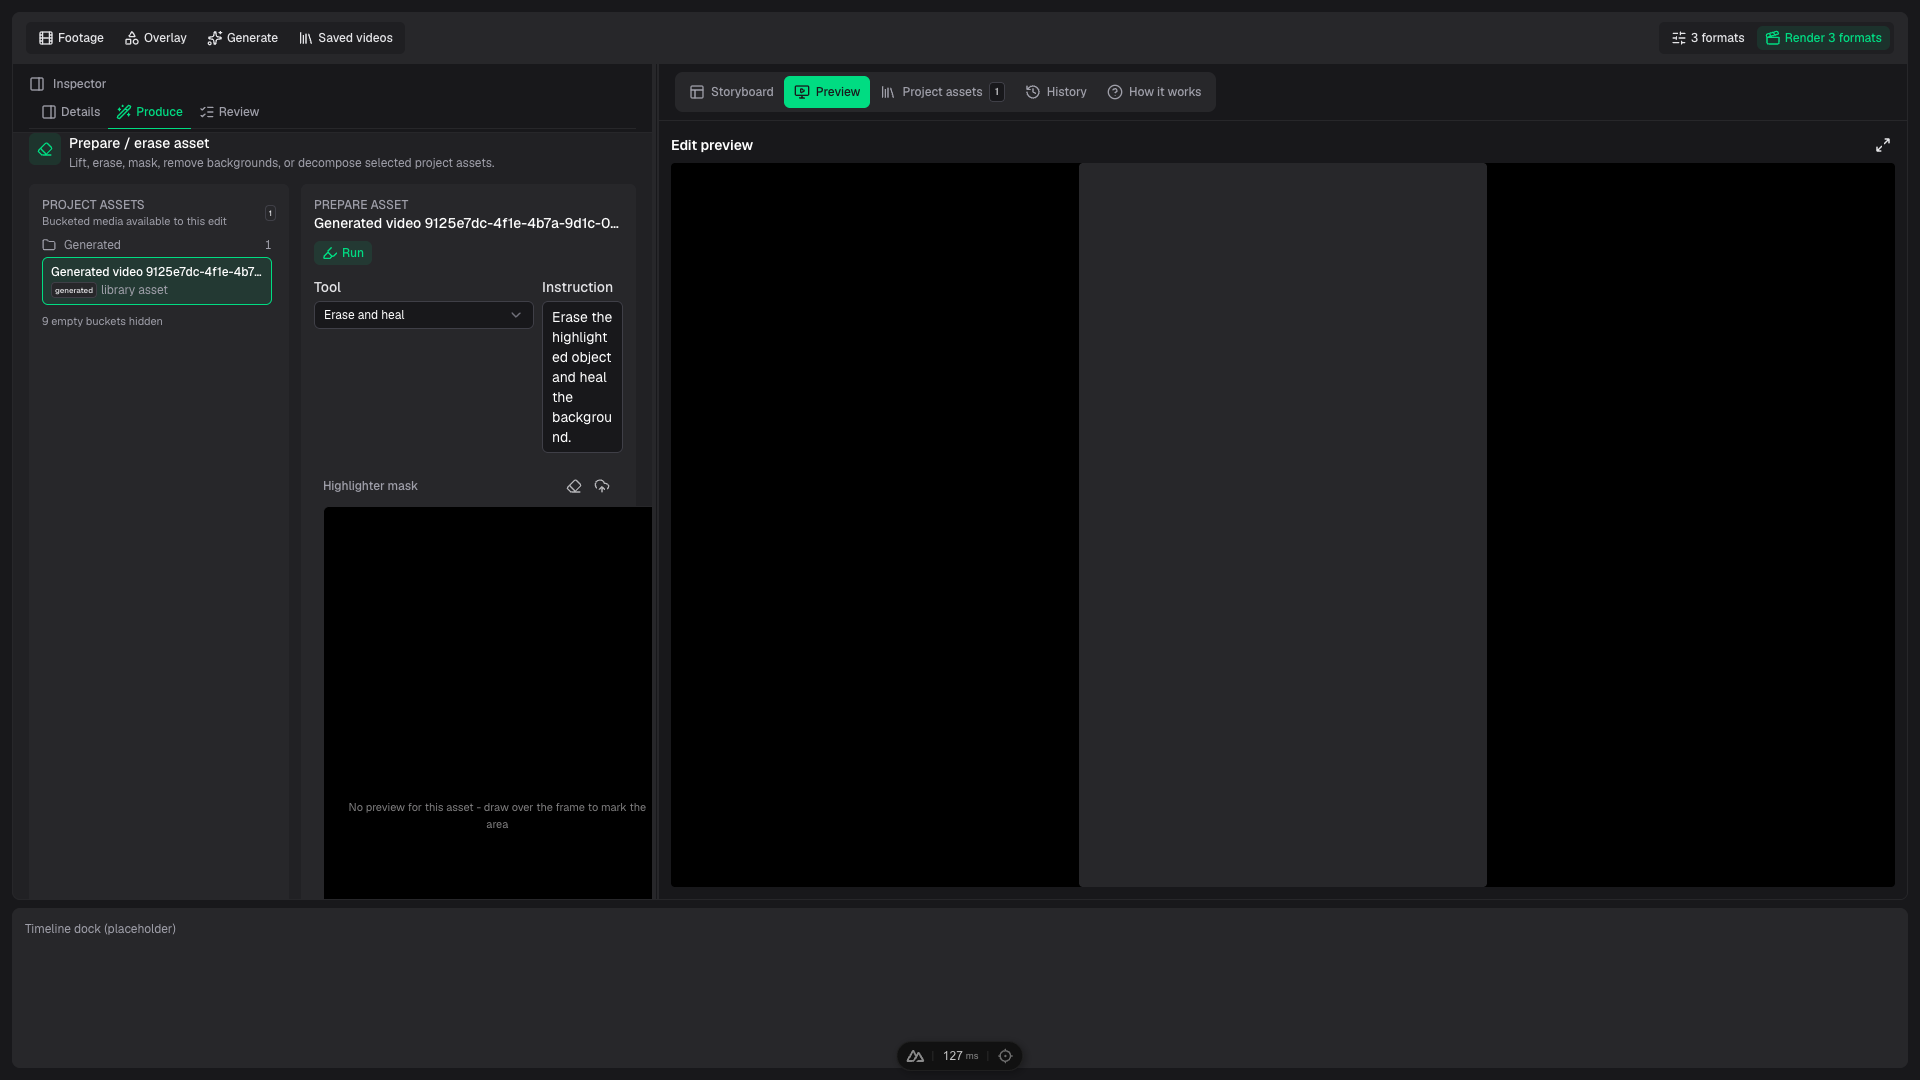 Footage
Overlay
Generate
Saved videos
3 formats
Render 3 formats
Inspector
Details
Produce
Review
Storyboard
Preview
Project assets 1
History
How it works
Prepare / erase asset
Lift, erase, mask, remove backgrounds, or decompose selected project assets.
PROJECT ASSETS
Bucketed media available to this edit
1
Generated 1
Generated video 9125e7dc-4f1e-4b7...
generated library asset
9 empty buckets hidden
PREPARE ASSET
Generated video 9125e7dc-4f1e-4b7a-9d1c-0...
Run
Tool
Erase and heal
Instruction
Erase the
highlight
ed object
and heal
the
backgrou
nd.
Highlighter mask
No preview for this asset - draw over the frame to mark the
area
Edit preview
Timeline dock (placeholder)
127 ms